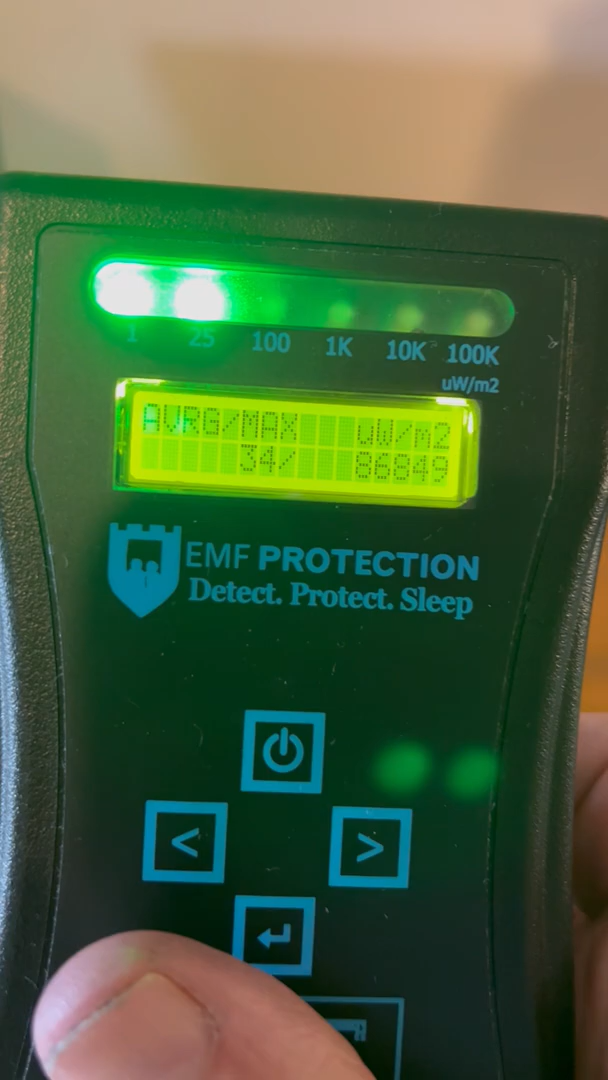 1 25 100 1K 10K 100K
uW/m2
AVRG/MAX uW/m2
34/ 86849
EMF PROTECTION
Detect. Protect. Sleep
<
>